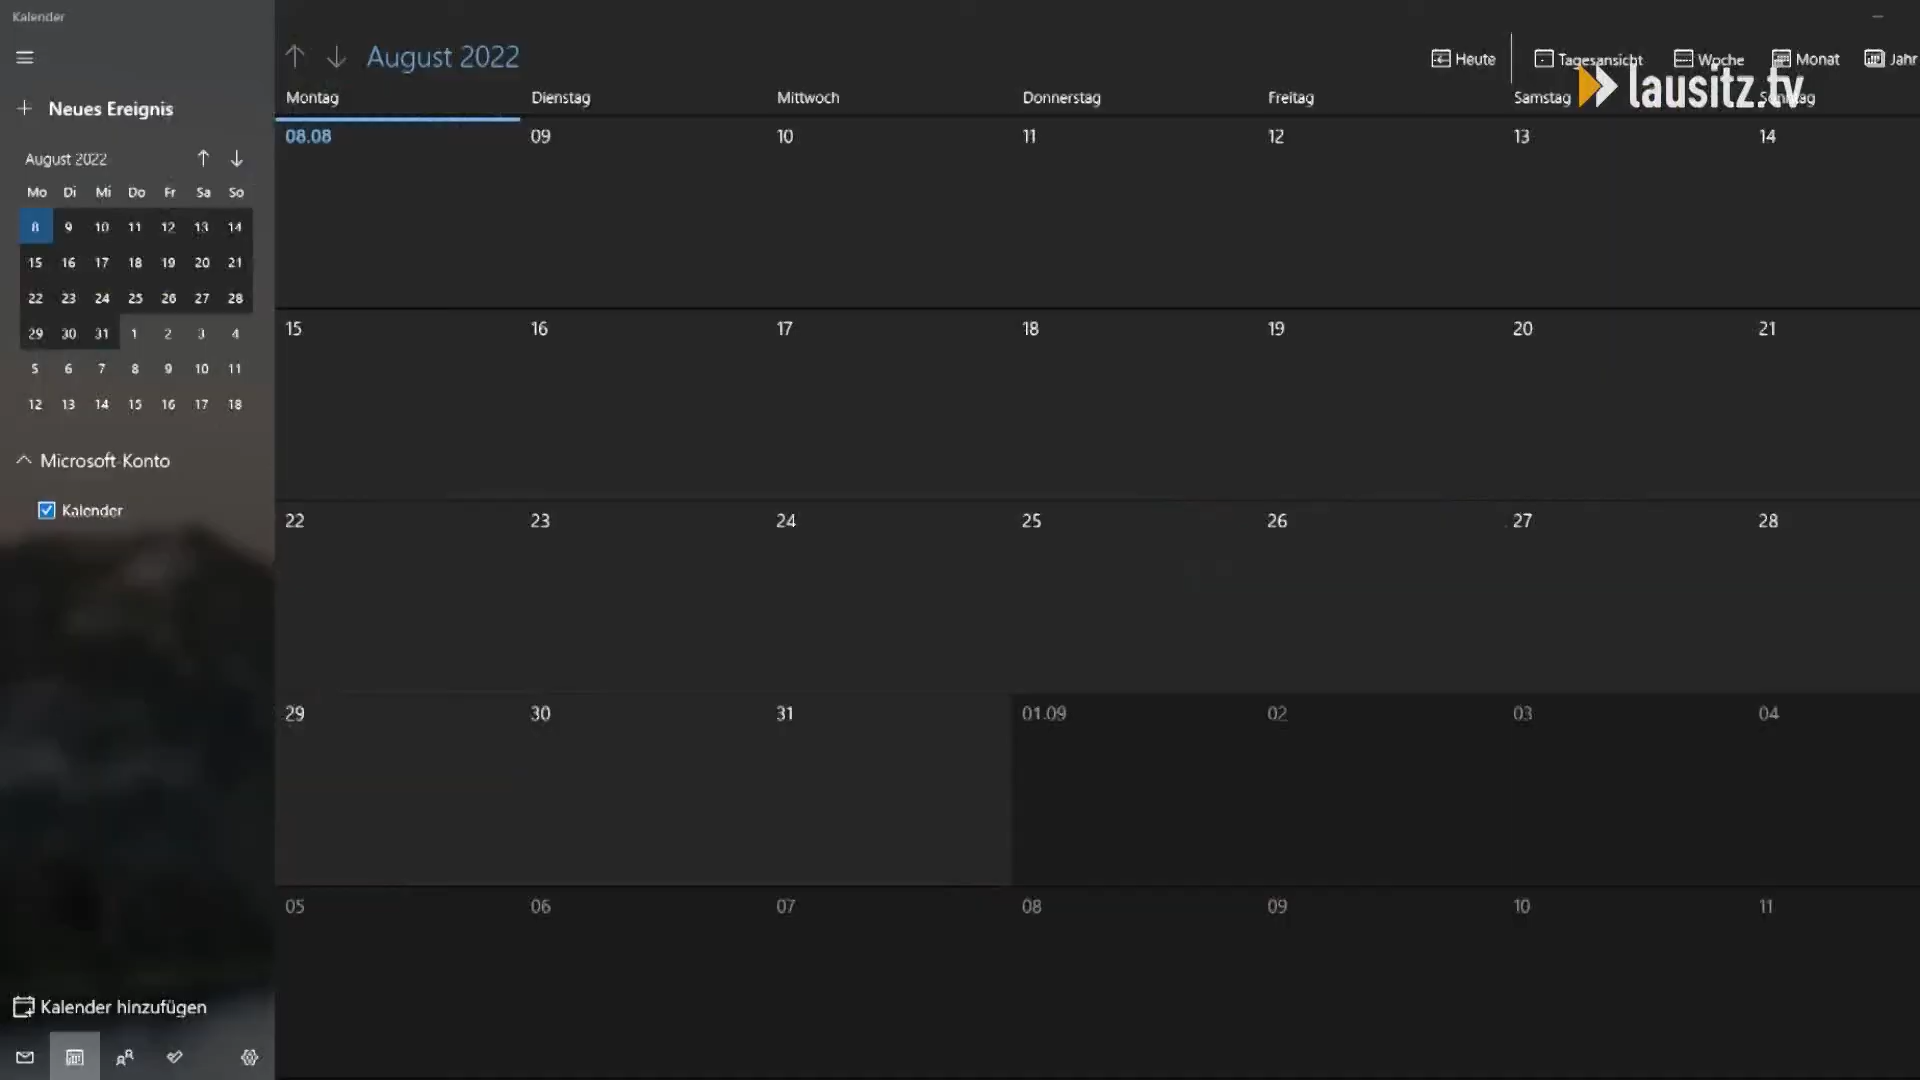 Kalender
August 2022
Heute
Tagesansicht
Woche
Monat
Jahr
lausitz.tv
Neues Ereignis
Montag Dienstag Mittwoch Donnerstag Freitag Samstag Sonntag
August 2022
Mo Di Mi Do Fr Sa So
8 9 10 11 12 13 14
15 16 17 18 19 20 21
22 23 24 25 26 27 28
29 30 31 1 2 3 4
5 6 7 8 9 10 11
12 13 14 15 16 17 18
Microsoft-Konto
Kalender
08.08 09 10 11 12 13 14
15 16 17 18 19 20 21
22 23 24 25 26 27 28
29 30 31 01.09 02 03 04
05 06 07 08 09 10 11
Kalender hinzufügen